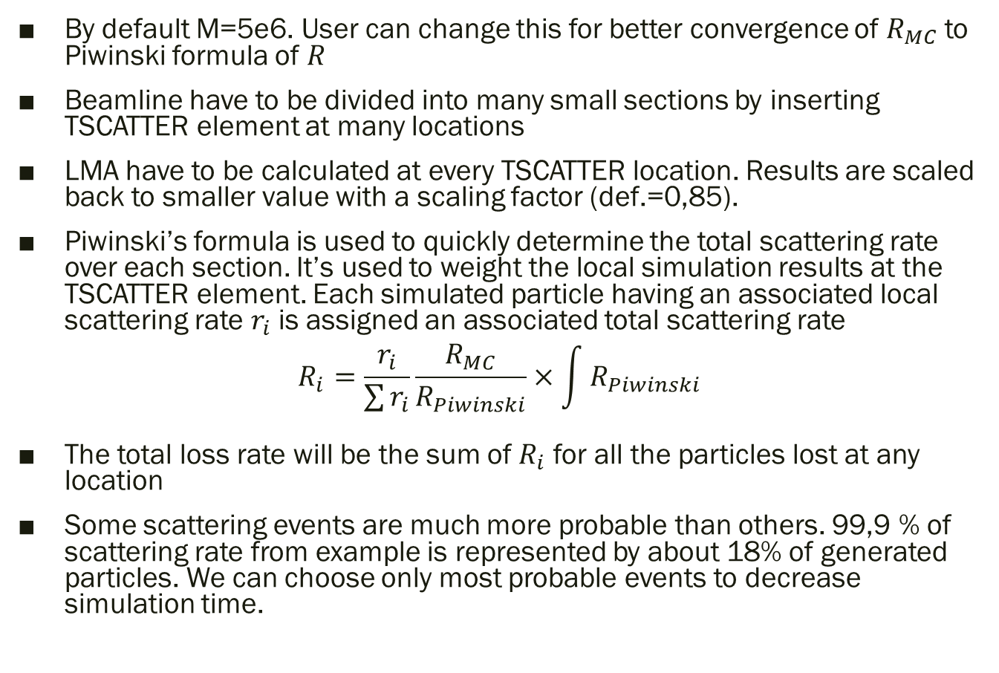 ■ By default M=5e6. User can change this for better convergence of R_MC to
Piwinski formula of R
■ Beamline have to be divided into many small sections by inserting
TSCATTER element at many locations
■ LMA have to be calculated at every TSCATTER location. Results are scaled
back to smaller value with a scaling factor (def.=0,85).
■ Piwinski’s formula is used to quickly determine the total scattering rate
over each section. It’s used to weight the local simulation results at the
TSCATTER element. Each simulated particle having an associated local
scattering rate r_i is assigned an associated total scattering rate
R_i = \frac{r_i}{∑ r_i} \frac{R_{MC}}{R_{Piwinski}} × ∫ R_{Piwinski}
■ The total loss rate will be the sum of R_i for all the particles lost at any
location
■ Some scattering events are much more probable than others. 99,9 % of
scattering rate from example is represented by about 18% of generated
particles. We can choose only most probable events to decrease
simulation time.